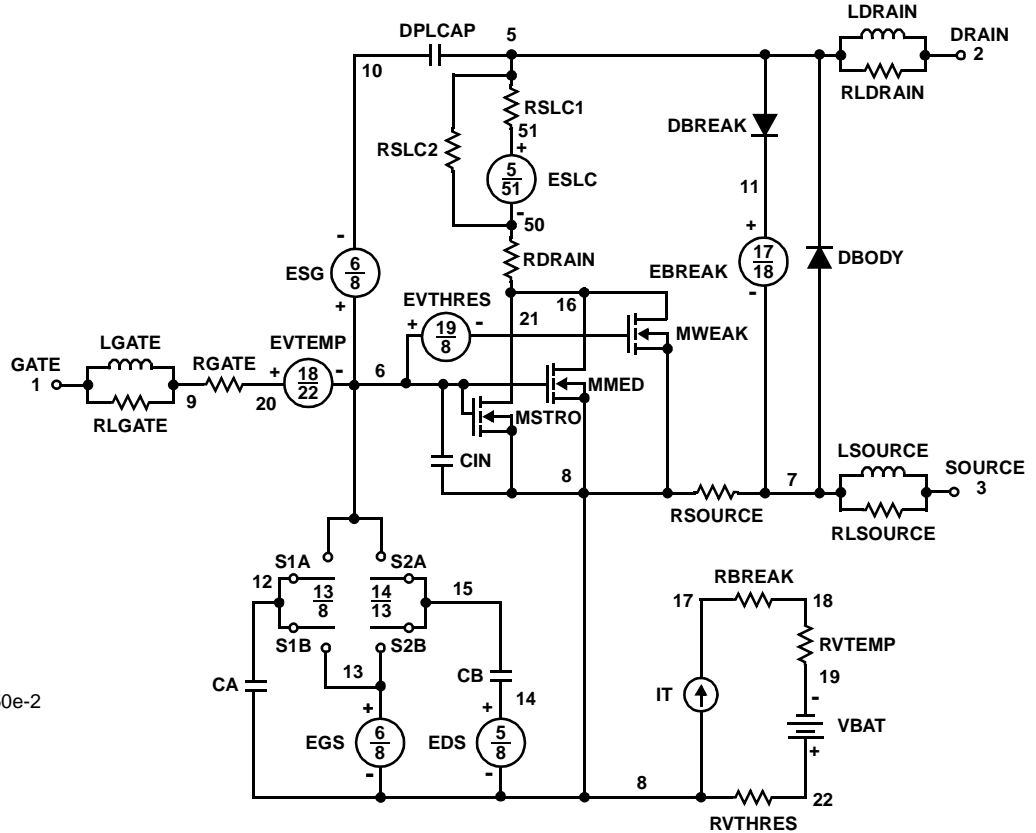 LDRAIN
DPLCAP
5
DRAIN
2
10
RLDRAIN
RSLC1
51
+
RSLC2
5
51
ESLC
-
50
DBREAK
11
+
17
18
EBREAK
-
DBODY
-
ESG
6
8
+
RDRAIN
EVTHRES
+
19
8
-
21
16
MWEAK
LGATE
GATE
1
RLGATE
9
RGATE
20
EVTEMP
+
18
22
-
6
MMED
MSTRO
CIN
8
RSOURCE
7
LSOURCE
SOURCE
3
RLSOURCE
S1A
12
13
8
S2A
14
13
15
S1B
S2B
13
CA
CB
14
+
EGS
6
8
-
+
EDS
5
8
-
RBREAK
17
18
RVTEMP
19
IT
-
VBAT
+
8
22
RVTHRES
0e-2